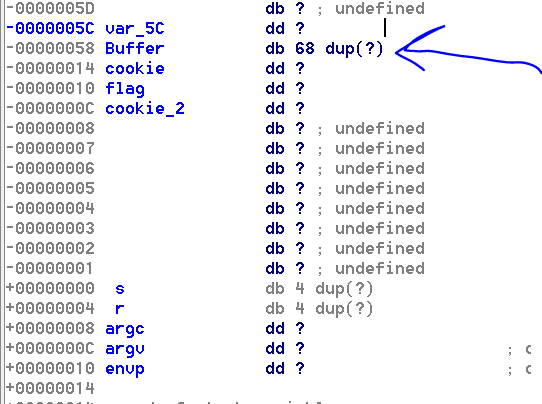 -0000005D db ? ; undefined
-0000005C var_5C dd ?
-00000058 Buffer db 68 dup(?)
-00000014 cookie dd ?
-00000010 flag dd ?
-0000000C cookie_2 dd ?
-00000008 db ? ; undefined
-00000007 db ? ; undefined
-00000006 db ? ; undefined
-00000005 db ? ; undefined
-00000004 db ? ; undefined
-00000003 db ? ; undefined
-00000002 db ? ; undefined
-00000001 db ? ; undefined
+00000000 s db 4 dup(?)
+00000004 r db 4 dup(?)
+00000008 argc dd ?
+0000000C argv dd ? ;
+00000010 envp dd ? ;
+00000014